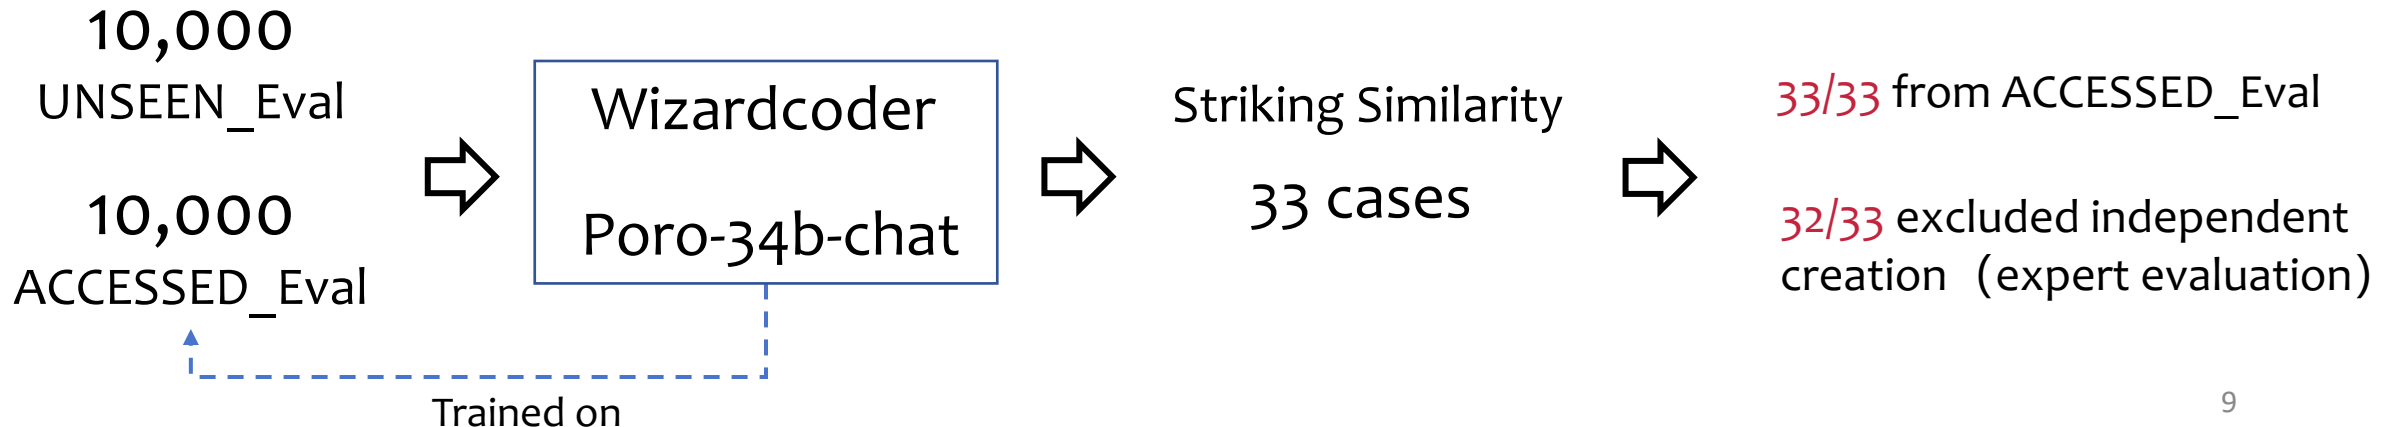 10,000
UNSEEN_Eval
10,000
ACCESSED_Eval
Wizardcoder
Poro-34b-chat
Trained on
Striking Similarity
33 cases
33/33 from ACCESSED_Eval
32/33 excluded independent
creation (expert evaluation)
9